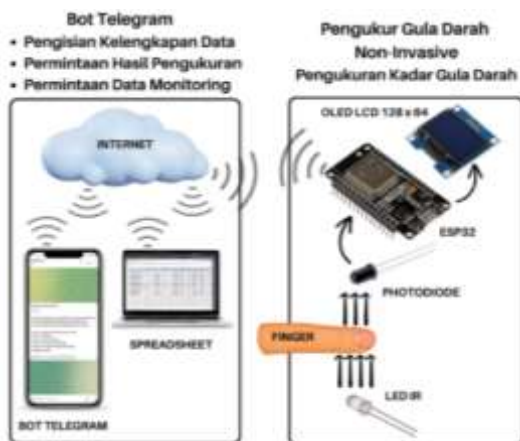 Bot Telegram
• Pengisian Kelengkapan Data
• Permintaan Hasil Pengukuran
• Permintaan Data Monitoring
INTERNET
SPREADSHEET
BOT TELEGRAM
Pengukur Gula Darah
Non-Invasive
Pengukuran Kadar Gula Darah
OLED LCD 128 x 64
ESP32
PHOTODIODE
FINGER
LED IR